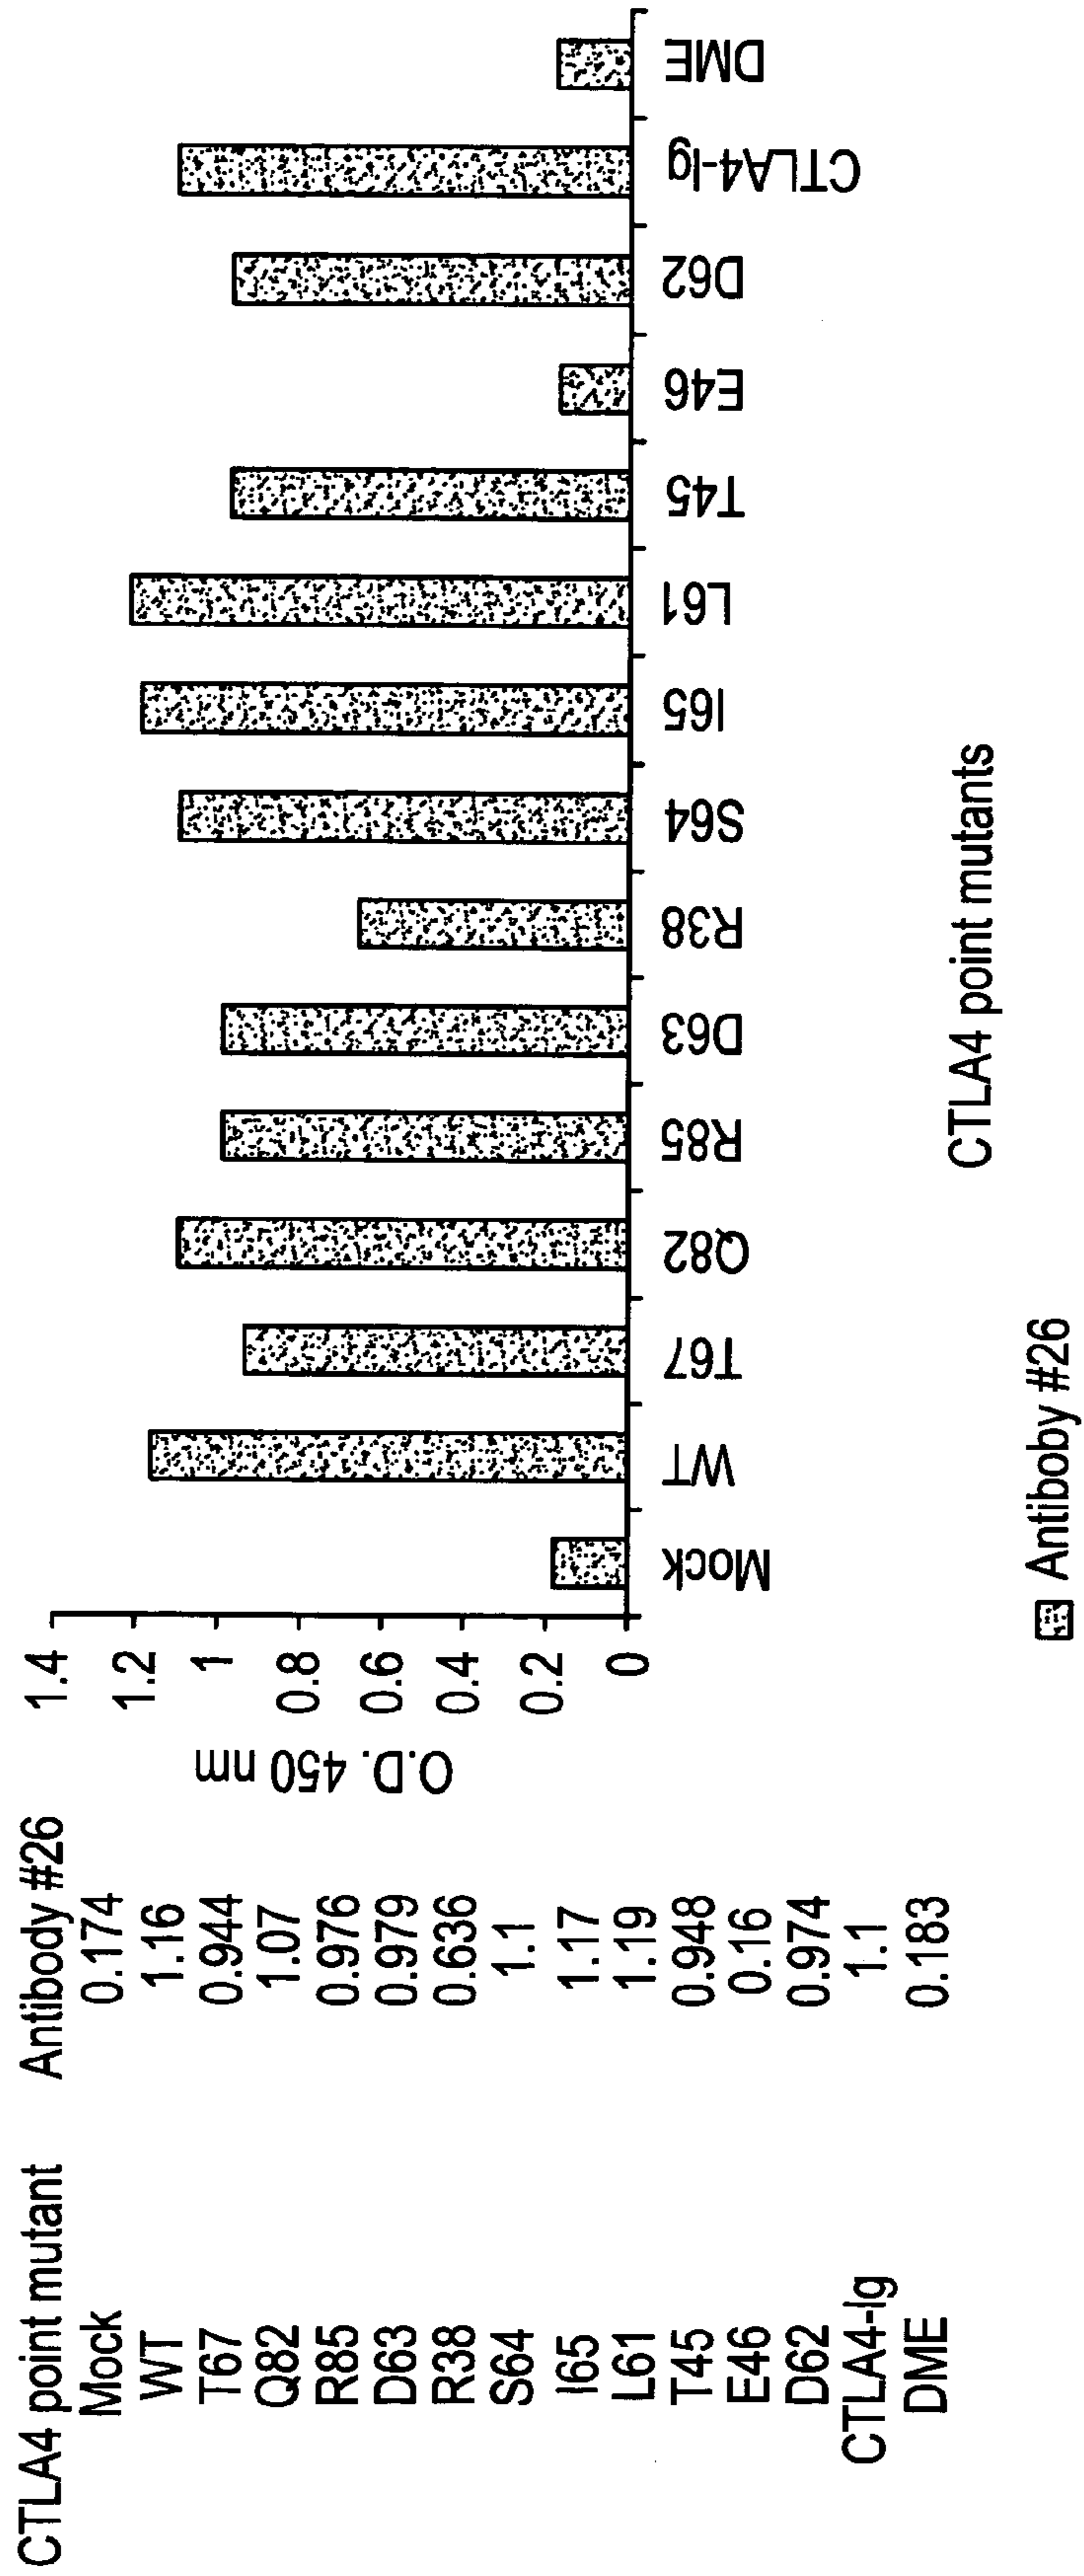 CTLA4 point mutant Antibody #26
Mock 0.174
WT 1.16
T67 0.944
Q82 1.07
R85 0.976
D63 0.979
R38 0.636
S64 1.1
I65 1.17
L61 1.19
T45 0.948
E46 0.16
D62 0.974
CTLA4-Ig 1.1
DME 0.183
O.D. 450 nm
1.4
1.2
1
0.8
0.6
0.4
0.2
0
Mock WT T67 Q82 R85 D63 R38 S64 I65 L61 T45 E46 D62 CTLA4-Ig DME
CTLA4 point mutants
Antiboby #26